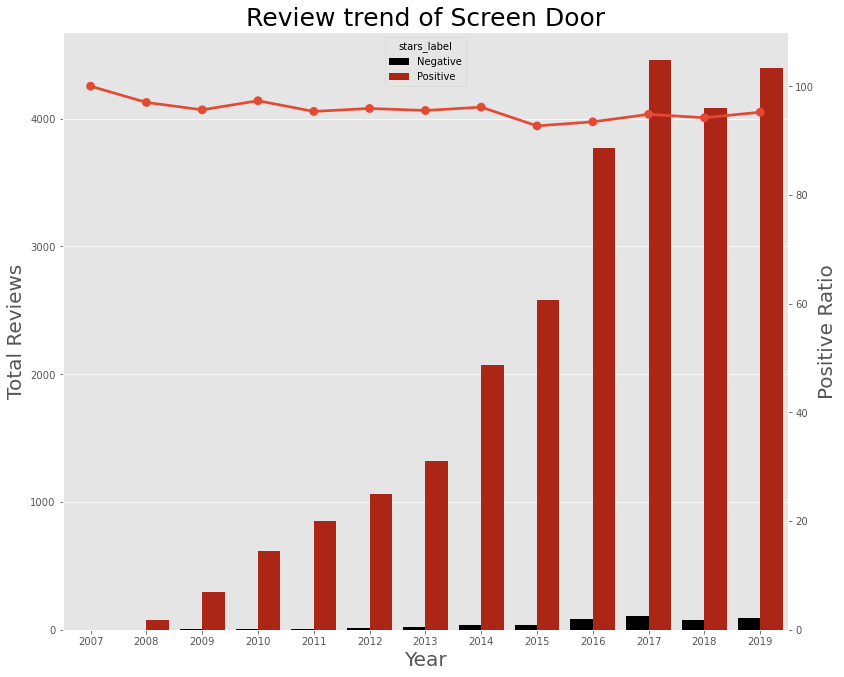 Review trend of Screen Door
stars_label
Negative
Positive
Total Reviews
4000
3000
2000
1000
0
100
80
60
40
20
0
Positive Ratio
2007 2008 2009 2010 2011 2012 2013 2014 2015 2016 2017 2018 2019
Year